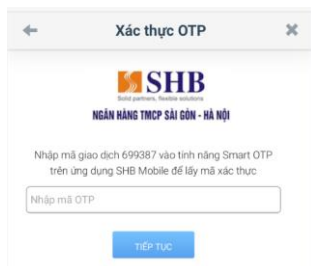 Xác thực OTP
SHB
Solid partners, flexible solutions
NGÂN HÀNG TMCP SÀI GÒN - HÀ NỘI
Nhập mã giao dịch 699387 vào tính năng Smart OTP
trên ứng dụng SHB Mobile để lấy mã xác thực
Nhập mã OTP
TIẾP TỤC